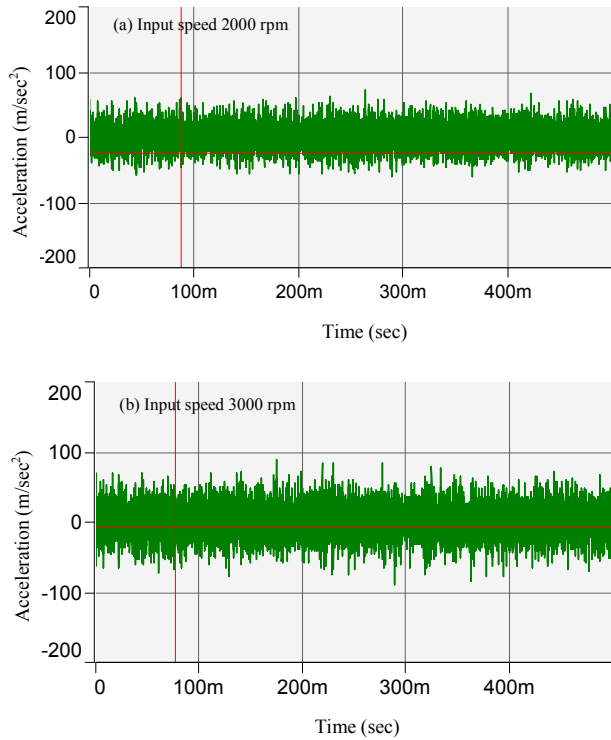 200
(a) Input speed 2000 rpm
100
0
-100
-200
Acceleration (m/sec²)
0 100m 200m 300m 400m
Time (sec)
200
(b) Input speed 3000 rpm
100
0
-100
-200
Acceleration (m/sec²)
0 100m 200m 300m 400m
Time (sec)